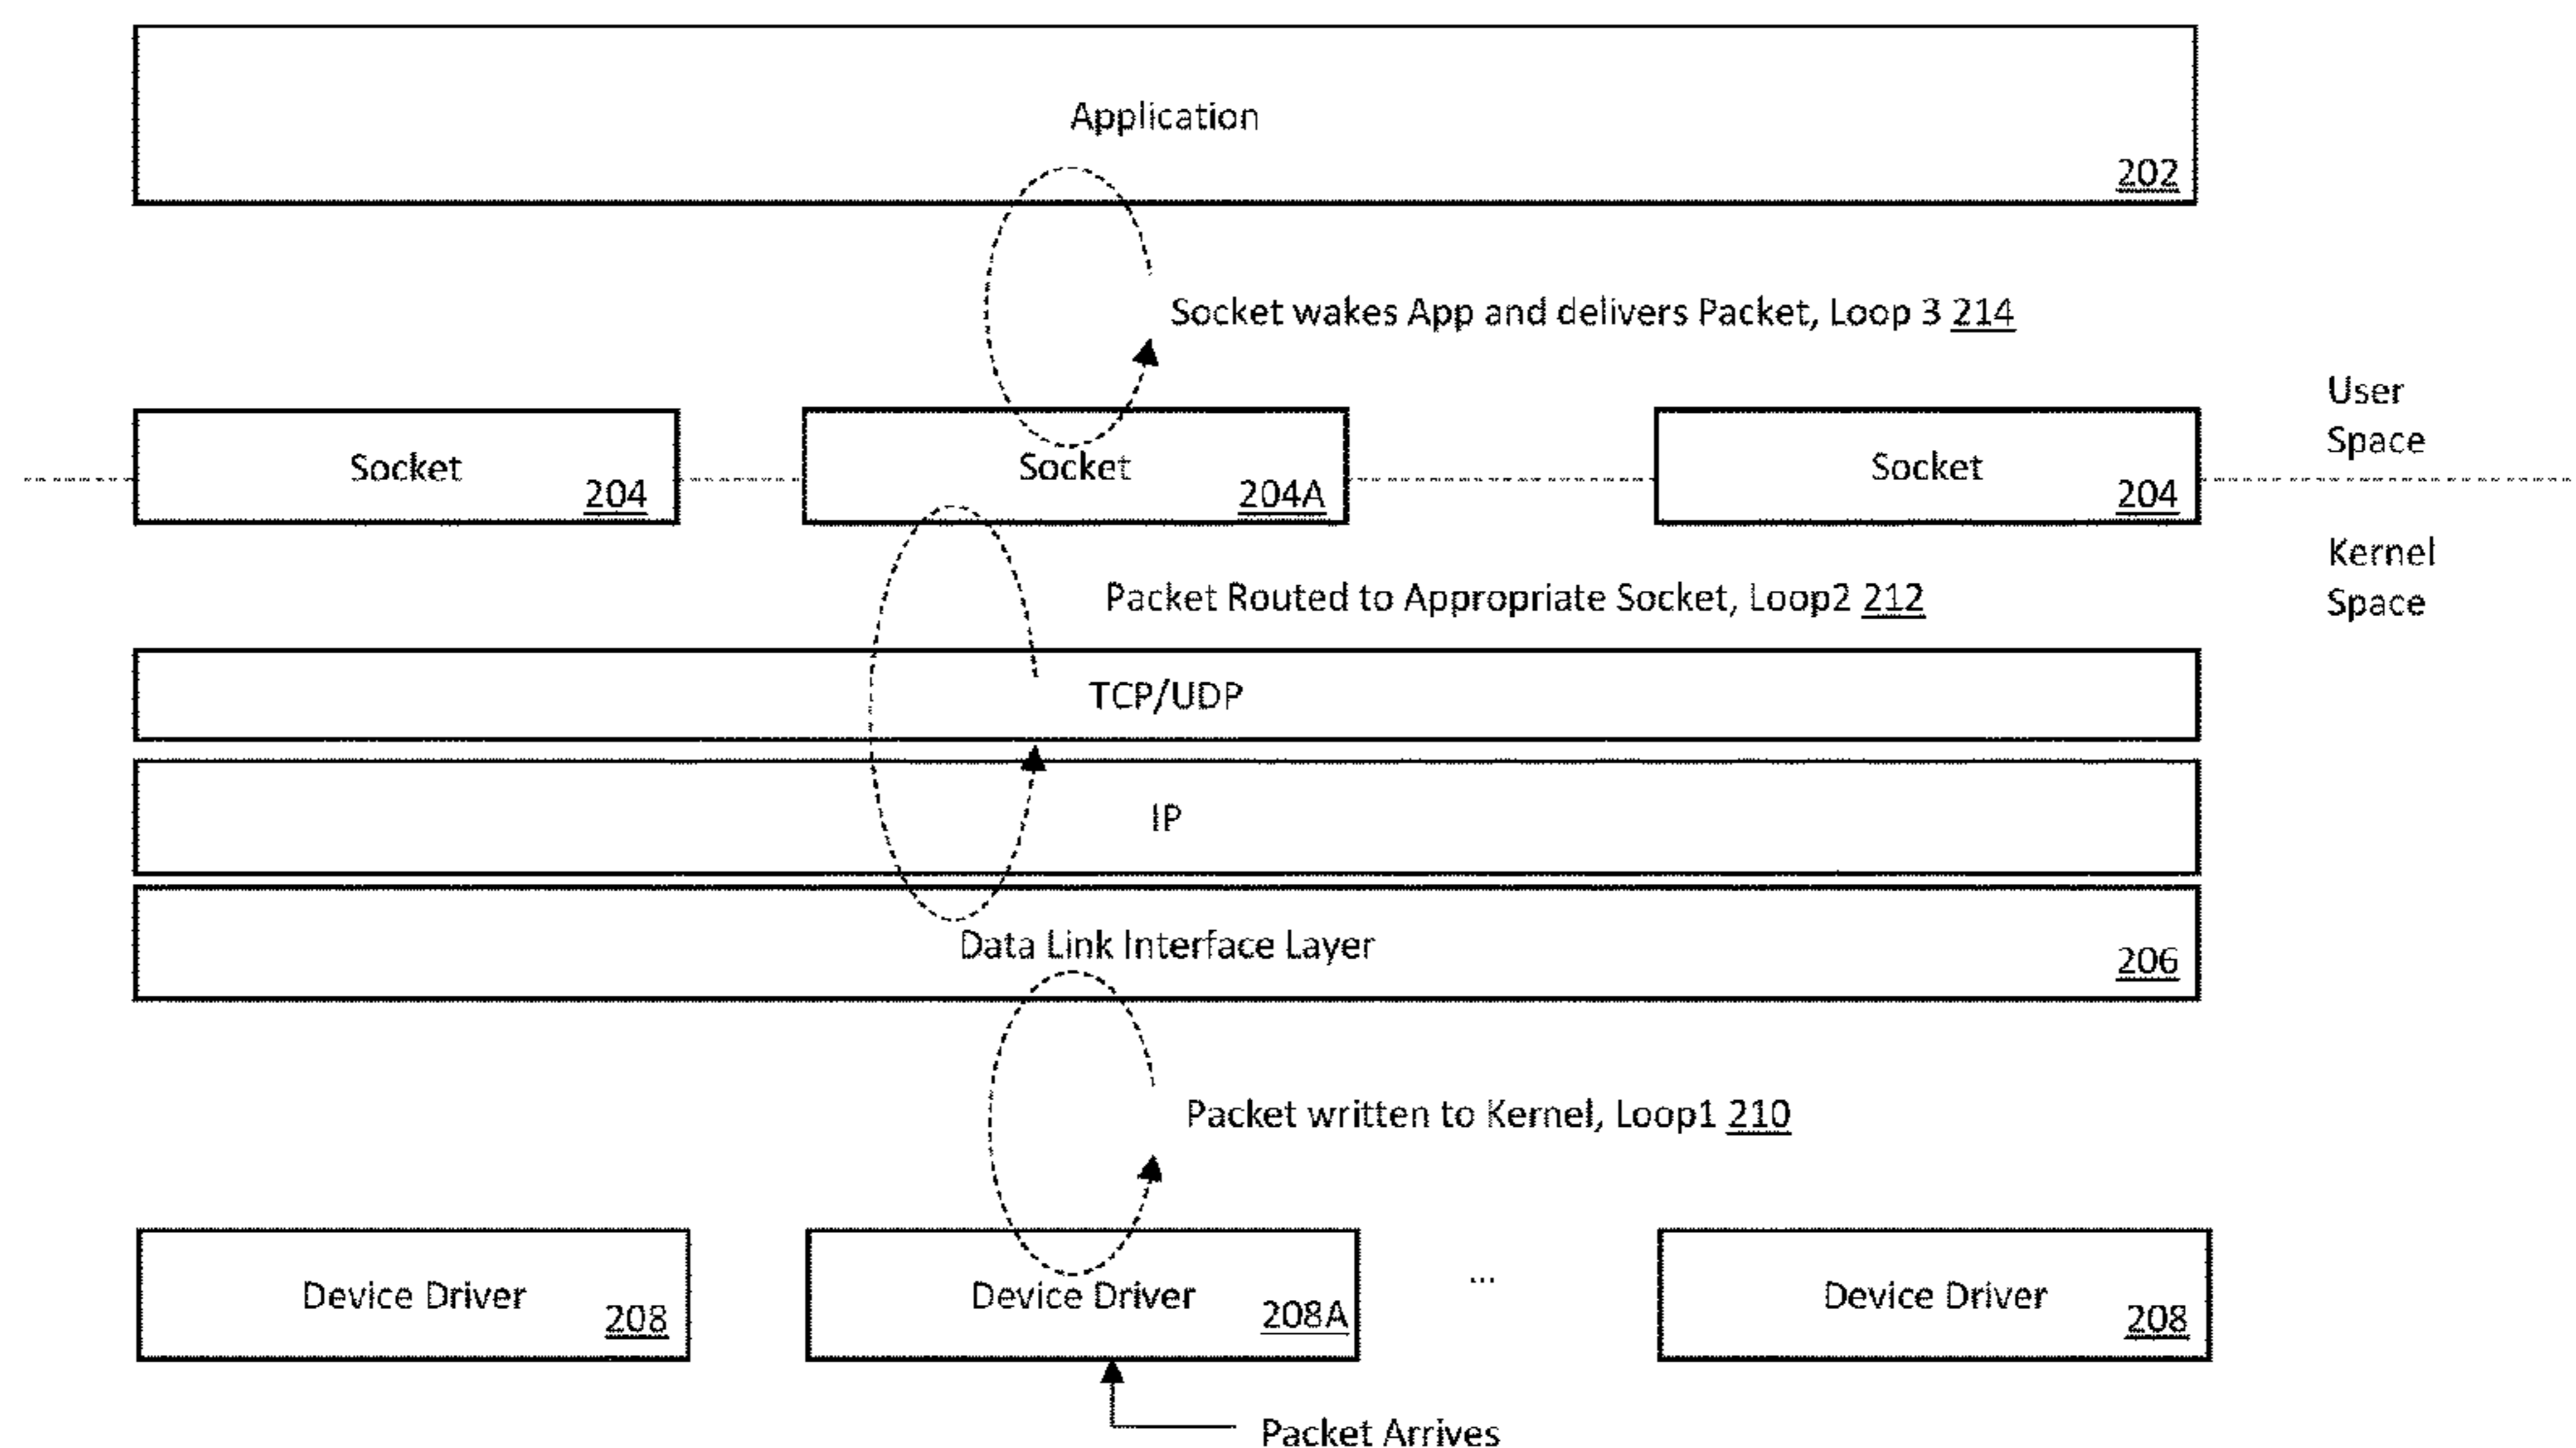 Application
202
Socket wakes App and delivers Packet, Loop 3 214
User
Space
Socket
204
Socket
204A
Socket
204
Kernel
Space
Packet Routed to Appropriate Socket, Loop2 212
TCP/UDP
IP
Data Link Interface Layer
206
Packet written to Kernel, Loop1 210
Device Driver
208
Device Driver
208A
...
Device Driver
208
Packet Arrives